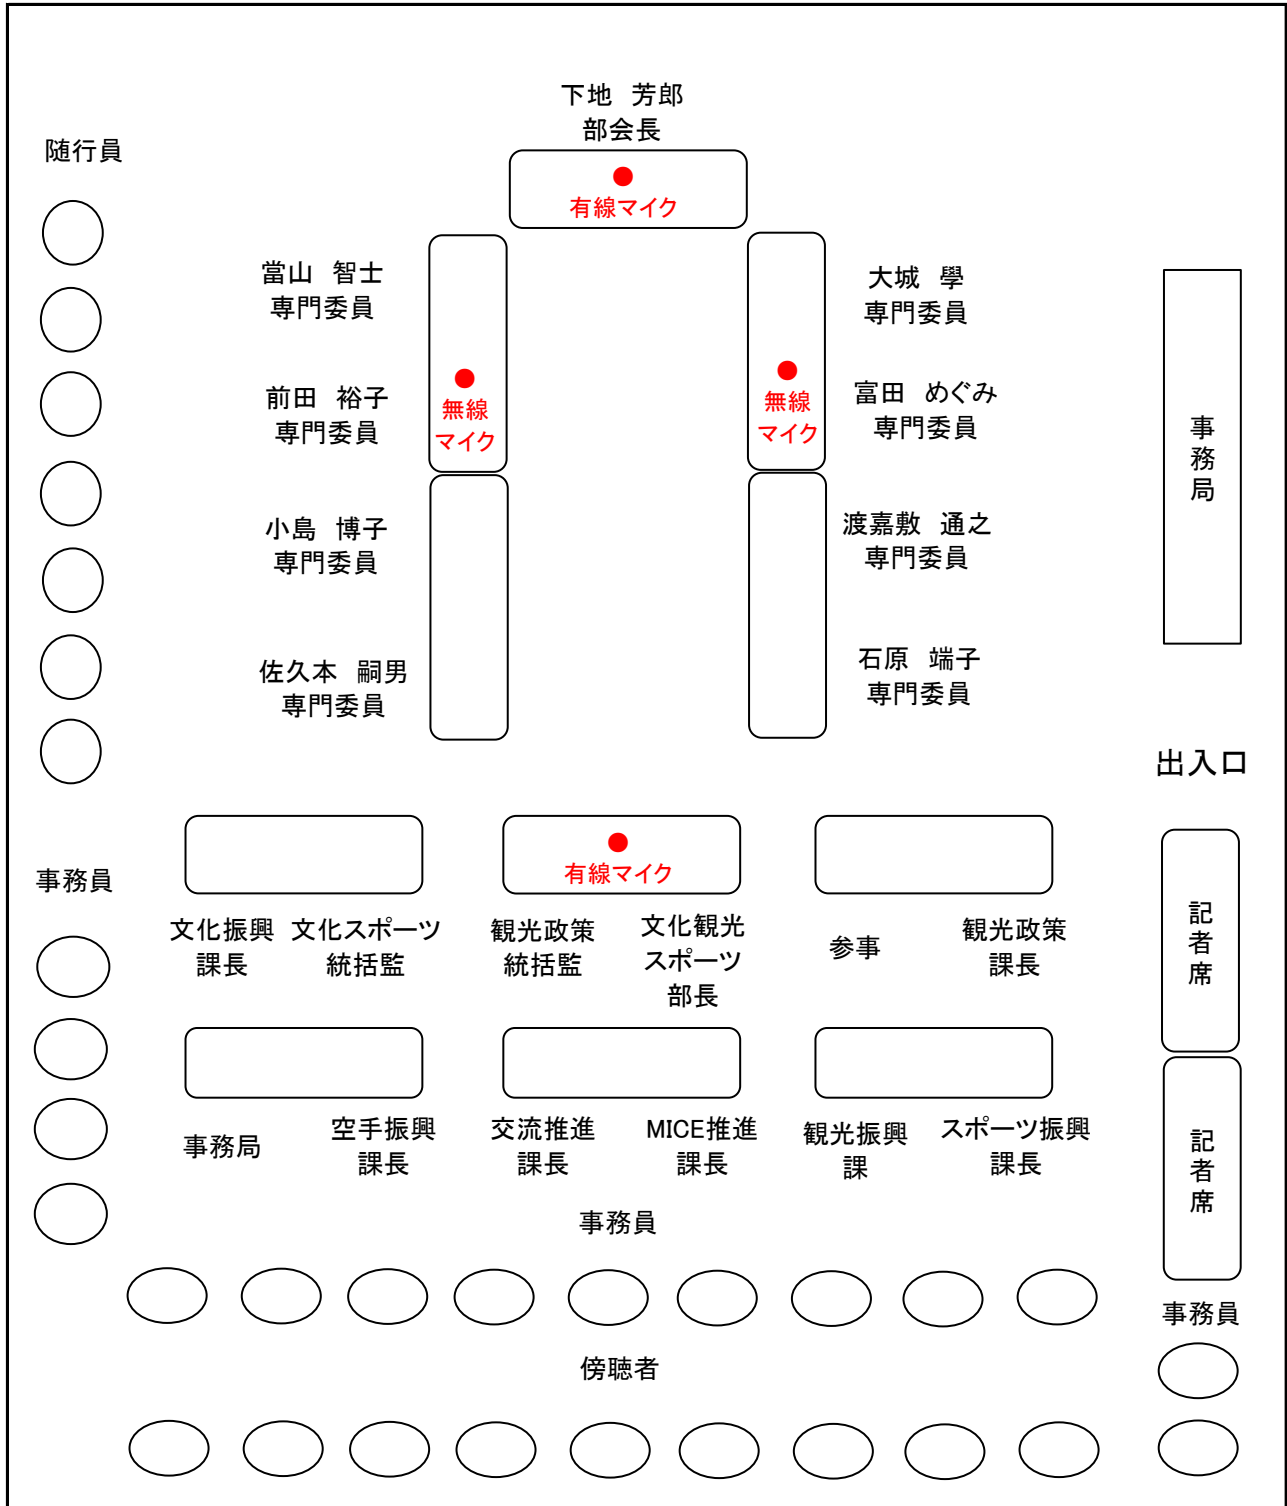 下地　芳郎
部会長
随行員
有線マイク
當山　智士
専門委員
大城　學
専門委員
前田　裕子
専門委員
無線
マイク
無線
マイク
富田　めぐみ
専門委員
事務局
小島　博子
専門委員
渡嘉敷　通之
専門委員
佐久本　嗣男
専門委員
石原　端子
専門委員
出入口
有線マイク
事務員
文化振興
課長
文化スポーツ
統括監
観光政策
統括監
文化観光
スポーツ
部長
参事
観光政策
課長
記者席
事務局
空手振興
課長
交流推進
課長
MICE推進
課長
観光振興
課
スポーツ振興
課長
記者席
事務員
事務員
傍聴者